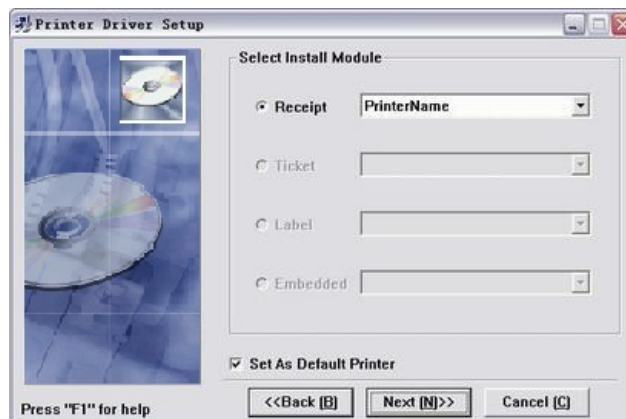 Printer Driver Setup
Select Install Module
Receipt PrinterName
Ticket
Label
Embedded
Set As Default Printer
Press "F1" for help
<<Back (B) Next (N)>> Cancel (C)